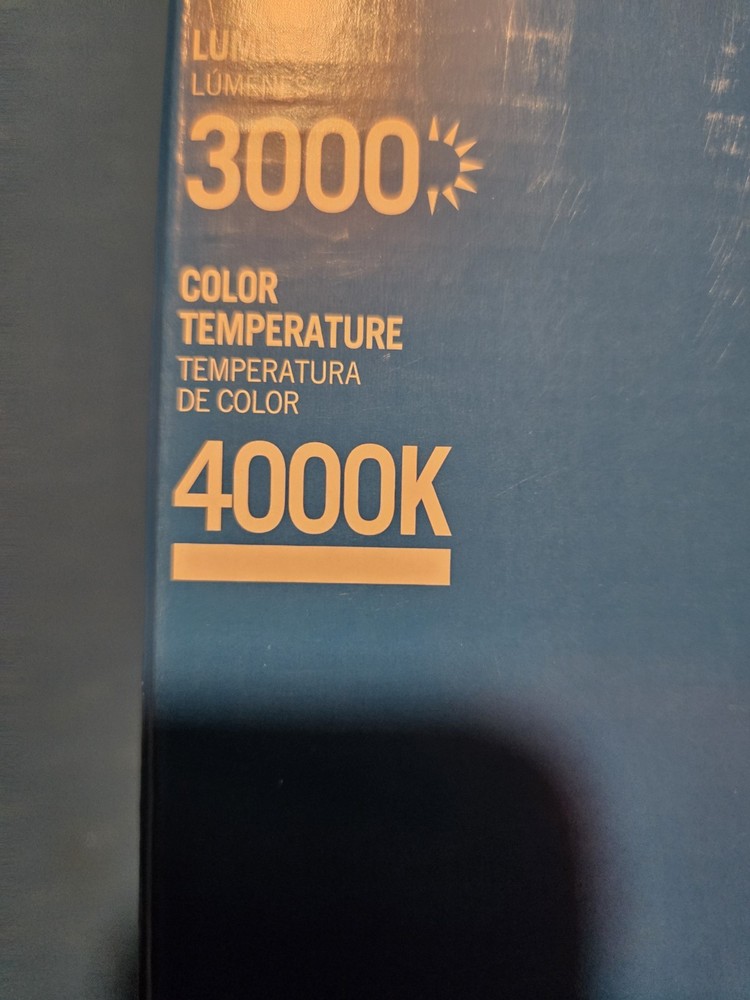 LÚMENES
3000
COLOR
TEMPERATURE
TEMPERATURA
DE COLOR
4000K